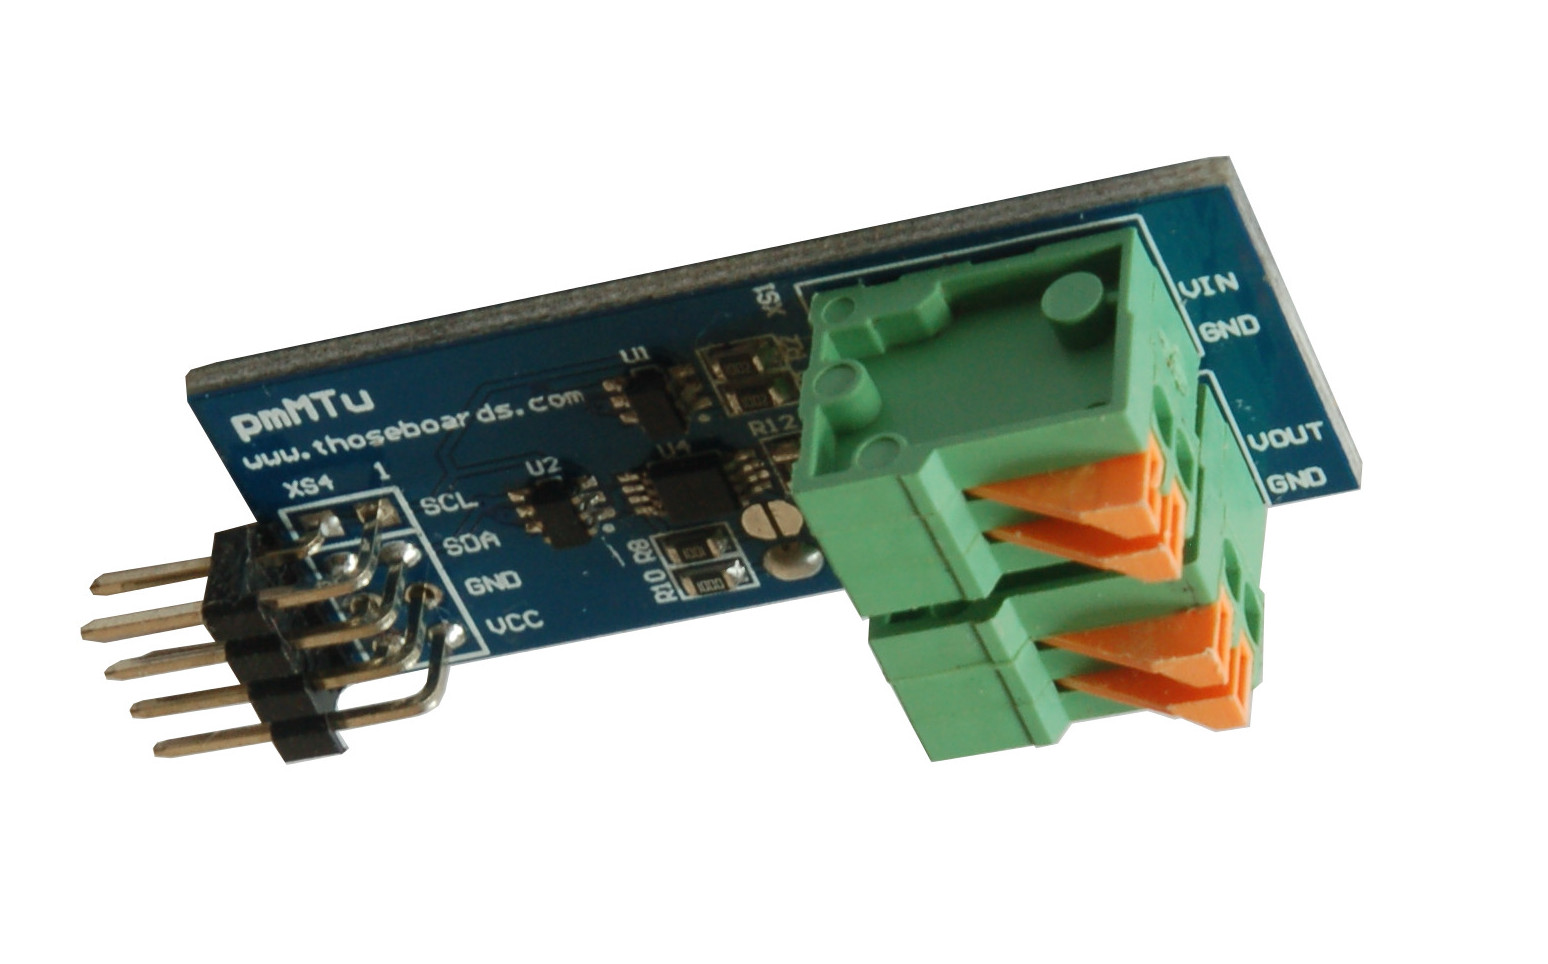 pmMTu
www.thoseboards.com
XS4
1
SCL
SDA
GND
VCC
U1
U2
U4
R12
R8
R10
XS1
VIN
GND
VOUT
GND